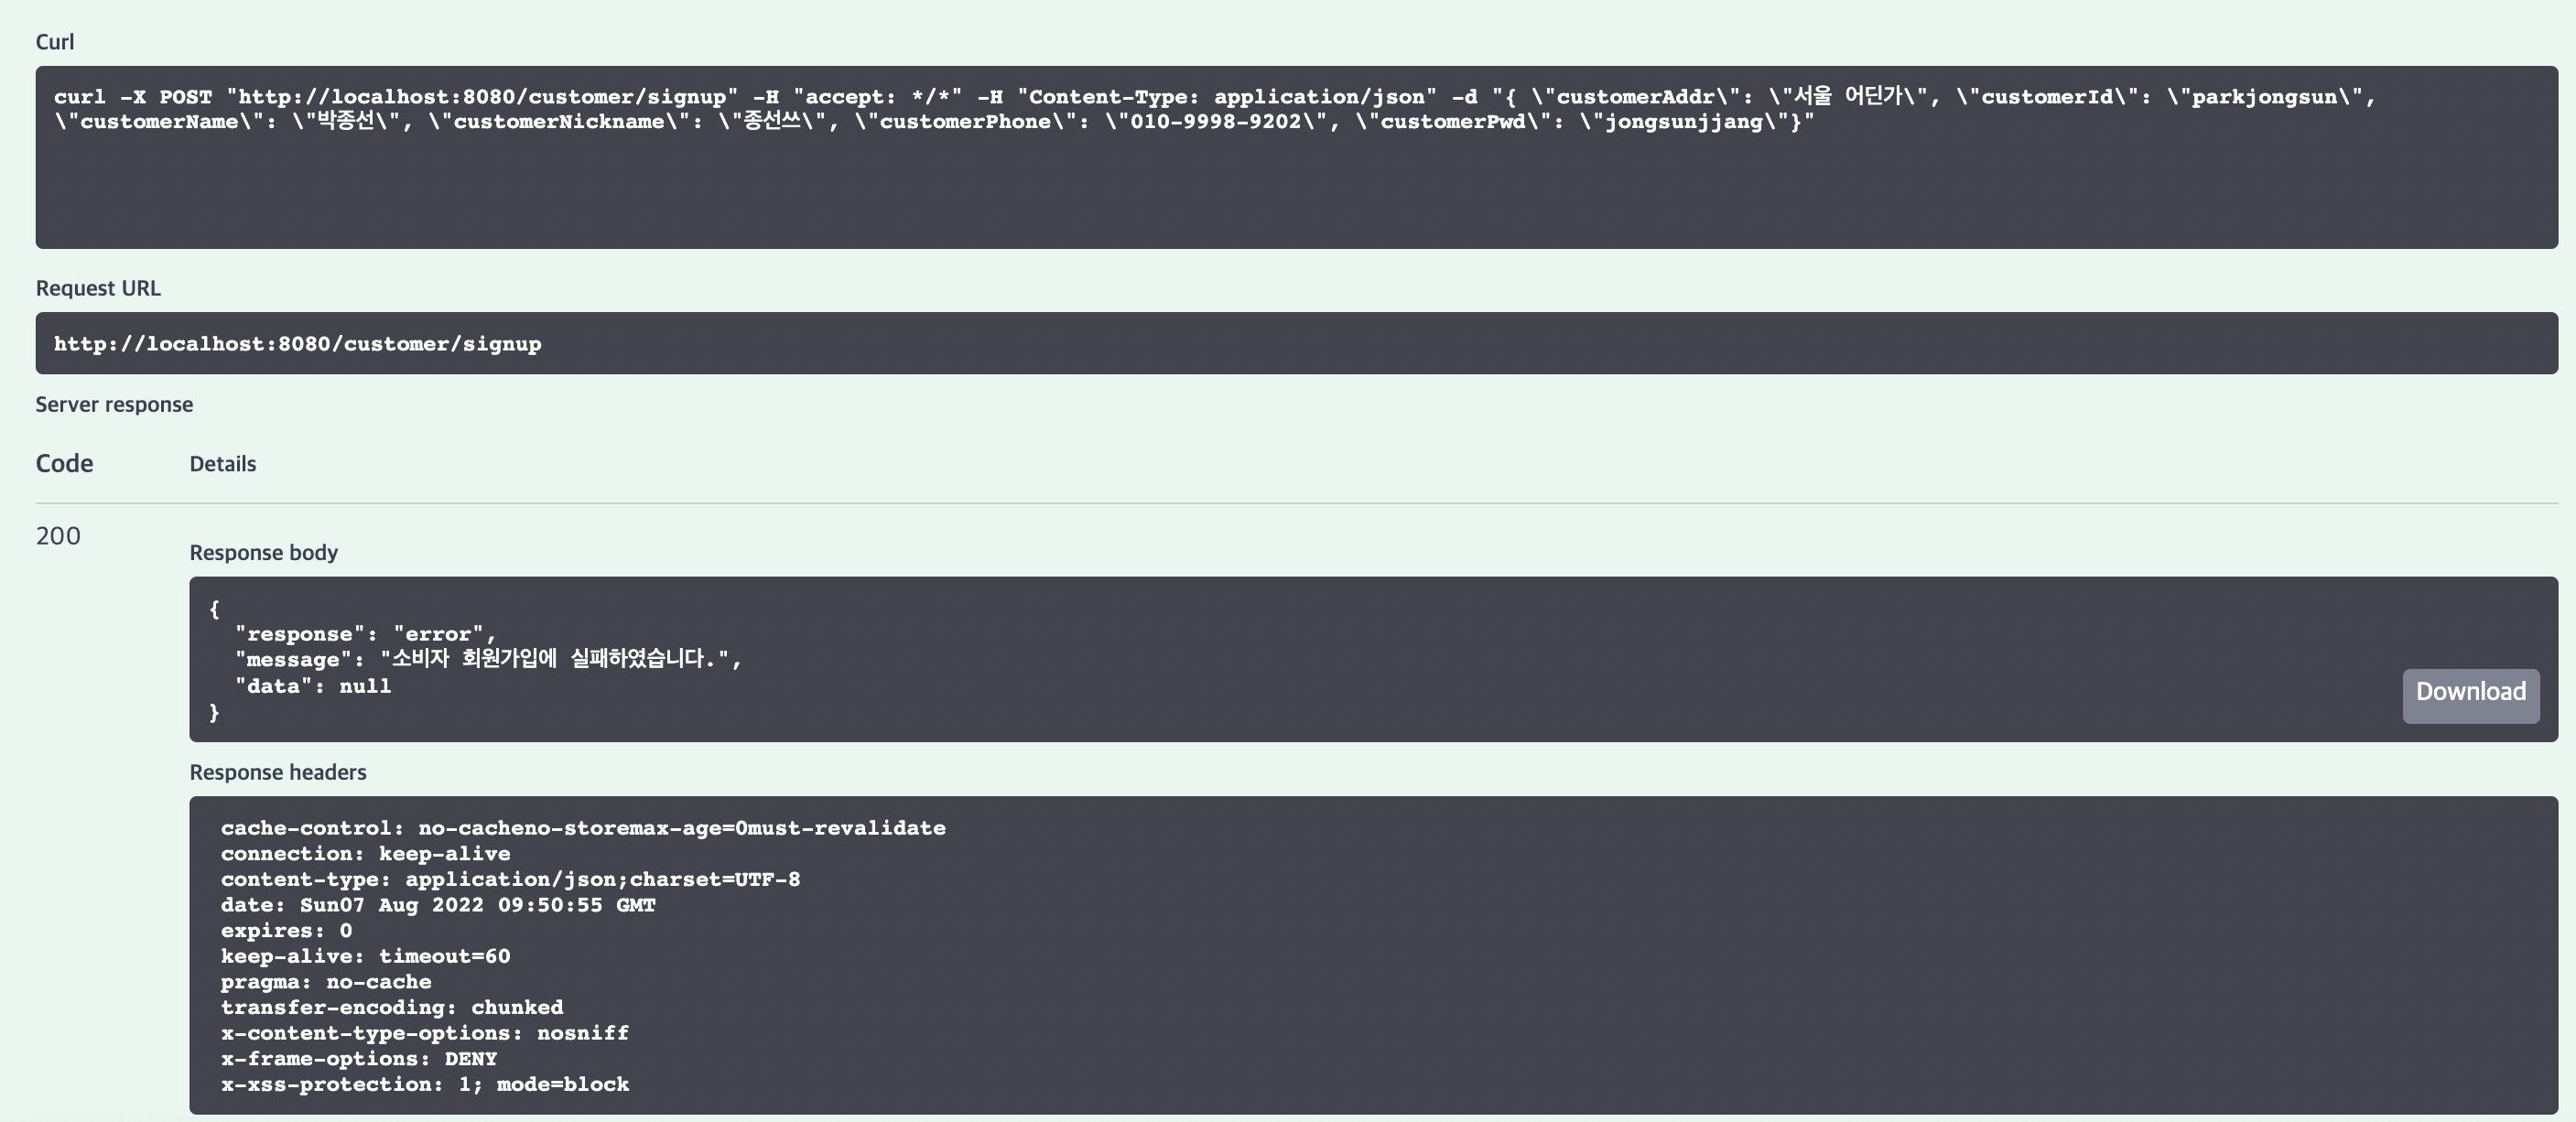 Curl
curl -X POST "http://localhost:8080/customer/signup" -H "accept: */*" -H "Content-Type: application/json" -d "{ \"customerAddr\": \"서울 어딘가\", \"customerId\": \"parkjongsun\",
\"customerName\": \"박종선\", \"customerNickname\": \"종선쓰\", \"customerPhone\": \"010-9998-9202\", \"customerPwd\": \"jongsunjjang\"}"
Request URL
http://localhost:8080/customer/signup
Server response
Code Details
200
Response body
{
"response": "error",
"message": "소비자 회원가입에 실패하였습니다.",
"data": null
}
Download
Response headers
cache-control: no-cacheno-storemax-age=0must-revalidate
connection: keep-alive
content-type: application/json;charset=UTF-8
date: Sun07 Aug 2022 09:50:55 GMT
expires: 0
keep-alive: timeout=60
pragma: no-cache
transfer-encoding: chunked
x-content-type-options: nosniff
x-frame-options: DENY
x-xss-protection: 1; mode=block